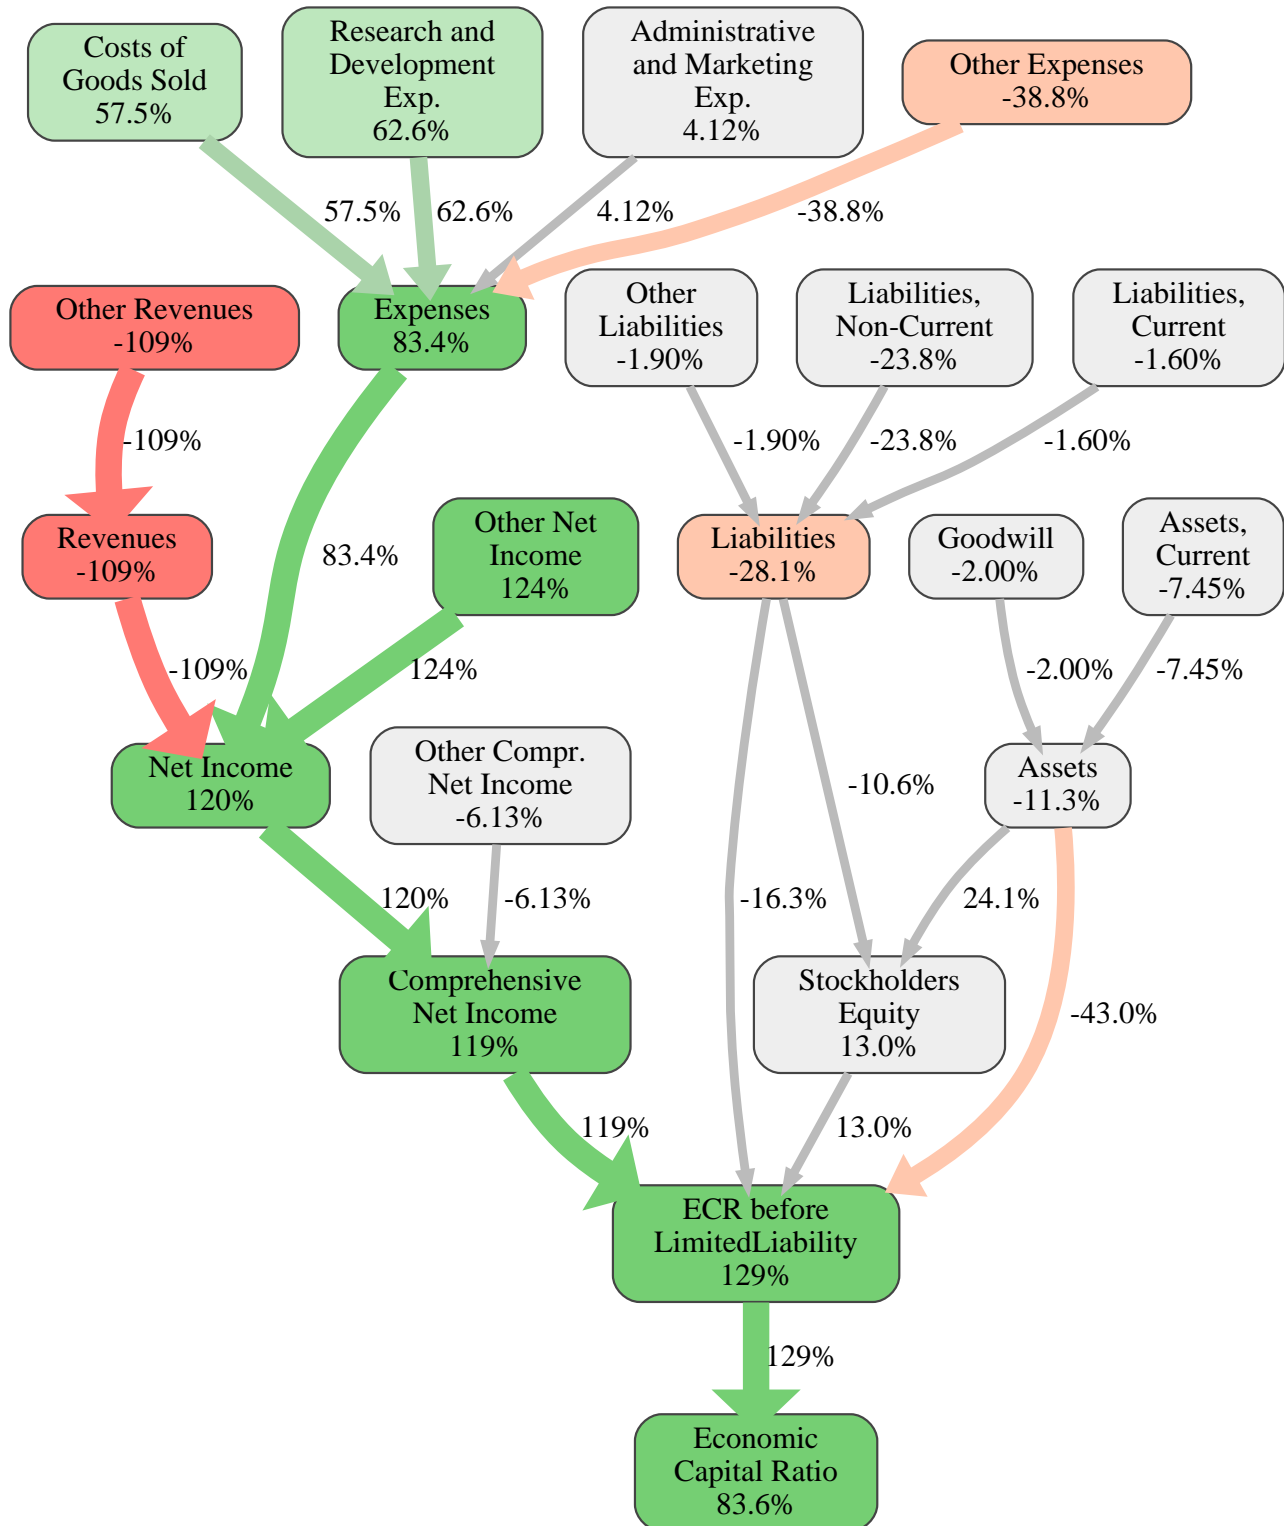 Costs of
Goods Sold
57.5%
Research and
Development
Exp.
62.6%
Administrative
and Marketing
Exp.
4.12%
Other Expenses
-38.8%
57.5%
62.6%
4.12%
-38.8%
Other Revenues
-109%
Expenses
83.4%
Other
Liabilities
-1.90%
Liabilities,
Non-Current
-23.8%
Liabilities,
Current
-1.60%
-109%
-1.90%
-23.8%
-1.60%
Revenues
-109%
83.4%
Other Net
Income
124%
Liabilities
-28.1%
Goodwill
-2.00%
Assets,
Current
-7.45%
-109%
124%
-2.00%
-7.45%
Net Income
120%
Other Compr.
Net Income
-6.13%
-10.6%
Assets
-11.3%
120%
-6.13%
-16.3%
24.1%
Comprehensive
Net Income
119%
Stockholders
Equity
13.0%
-43.0%
119%
13.0%
ECR before
LimitedLiability
129%
129%
Economic
Capital Ratio
83.6%